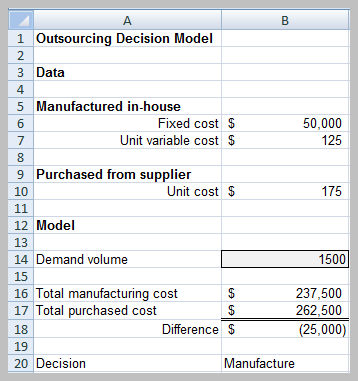 A B
1 Outsourcing Decision Model
2
3 Data
4
5 Manufactured in-house
6 Fixed cost $ 50,000
7 Unit variable cost $ 125
8
9 Purchased from supplier
10 Unit cost $ 175
11
12 Model
13
14 Demand volume 1500
15
16 Total manufacturing cost $ 237,500
17 Total purchased cost $ 262,500
18 Difference $ (25,000)
19
20 Decision Manufacture